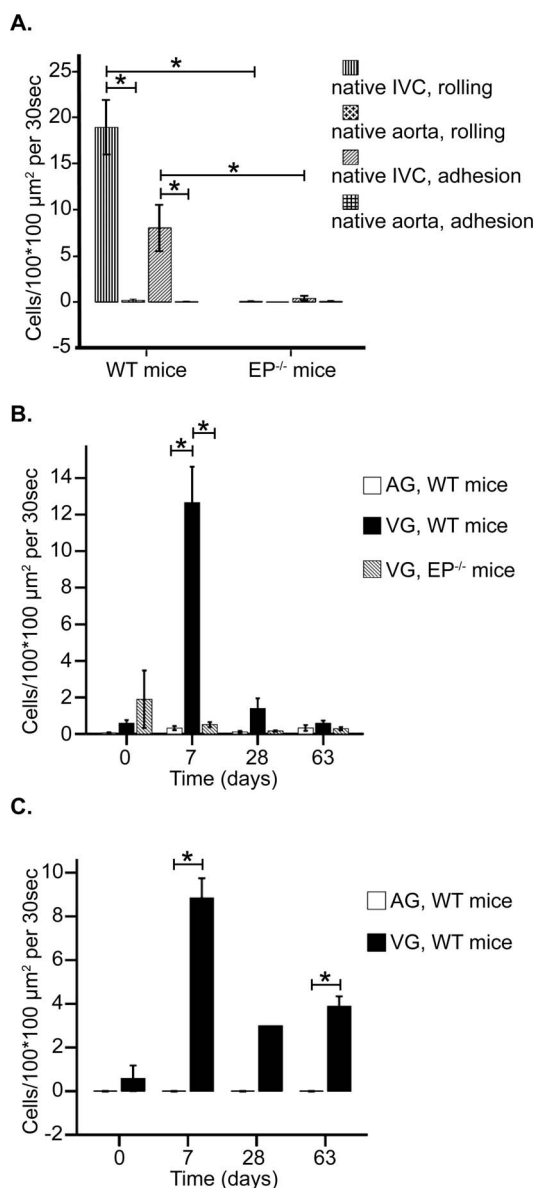 A.
Cells/100*100 µm² per 30sec
25
20
15
10
5
0
-5
*
*
*
*
WT mice
EP⁻/⁻ mice
native IVC, rolling
native aorta, rolling
native IVC, adhesion
native aorta, adhesion
B.
Cells/100*100 µm² per 30sec
14
12
10
8
6
4
2
0
*
*
0 7 28 63
Time (days)
AG, WT mice
VG, WT mice
VG, EP⁻/⁻ mice
C.
Cells/100*100 µm² per 30sec
10
8
6
4
2
0
-2
*
*
0 7 28 63
Time (days)
AG, WT mice
VG, WT mice